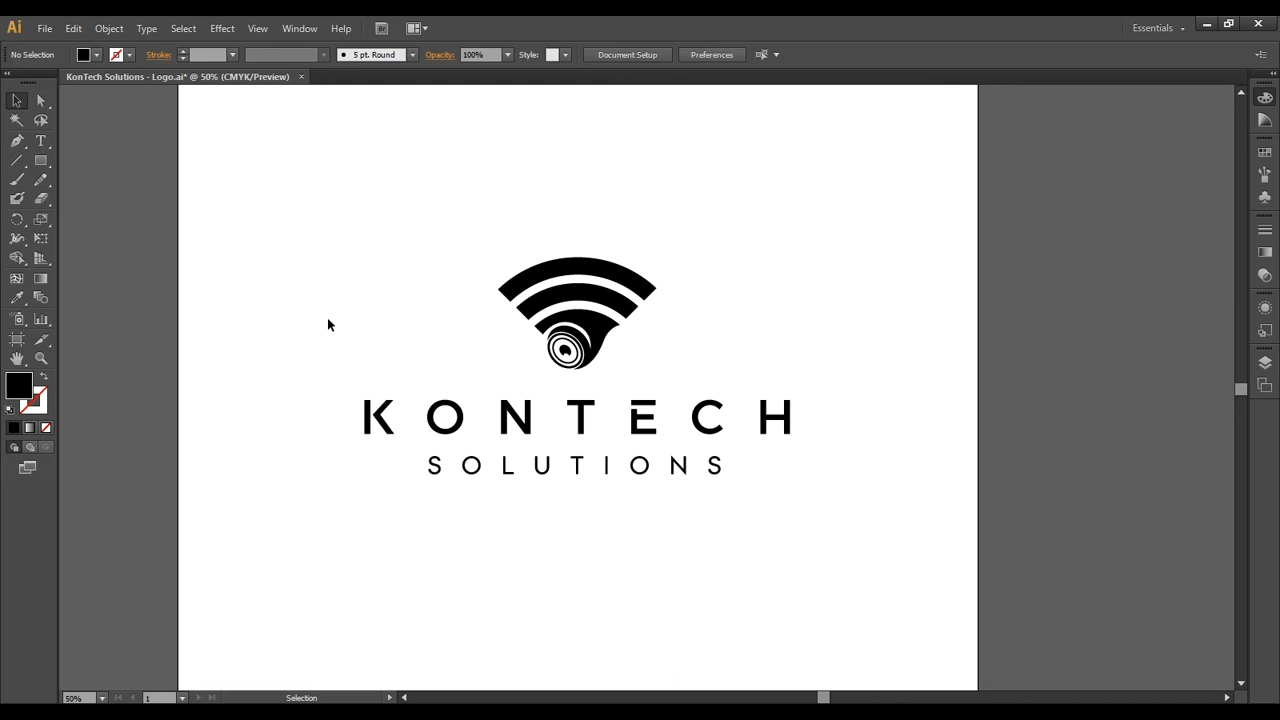 Ai File Edit Object Type Select Effect View Window Help Br Essentials
No Selection Stroke: 5 pt. Round Opacity: 100% Style: Document Setup Preferences
KonTech Solutions - Logo.ai* @ 50% (CMYK/Preview) ×
T
KONTECH
SOLUTIONS
50% 1 Selection